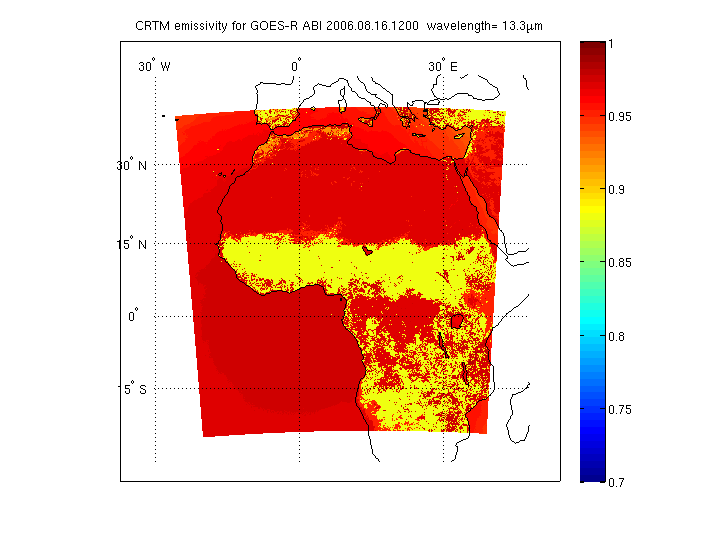 CRTM emissivity for GOES-R ABI 2006.08.16.1200 wavelength= 13.3μm
30° W 0° 30° E
30° N
15° N
0°
5° S
1
0.95
0.9
0.85
0.8
0.75
0.7